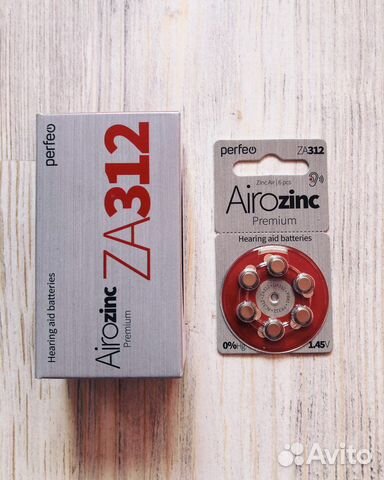 perfeo
Hearing aid batteries
Airozinc
Premium
ZA312
perfeo
ZA312
Zinc Air | 6 pcs
Airozinc
Premium
Hearing aid batteries
0%Hg
1.45V
Avito